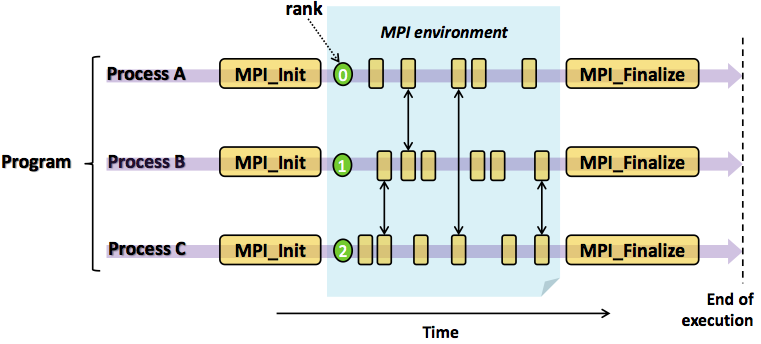 rank
MPI environment
Process A
MPI_Init
0
MPI_Finalize
Program
Process B
MPI_Init
1
MPI_Finalize
Process C
MPI_Init
2
MPI_Finalize
Time
End of
execution